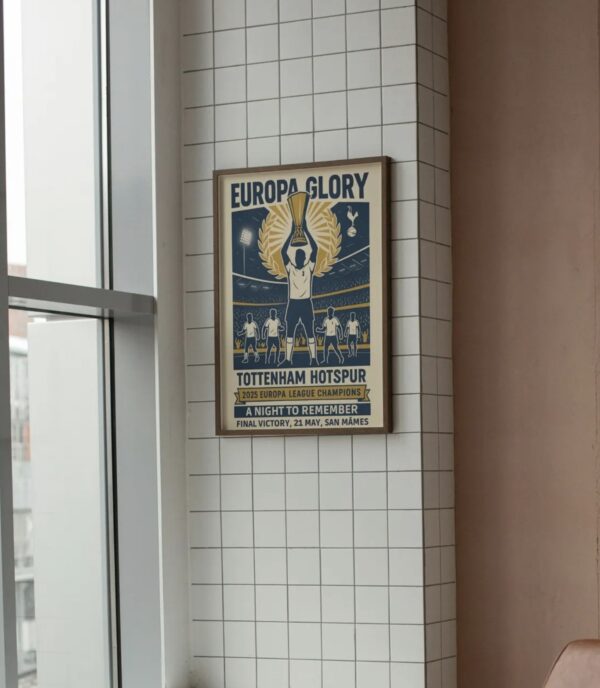 EUROPA GLORY
TOTTENHAM HOTSPUR
2025 EUROPA LEAGUE CHAMPIONS
A NIGHT TO REMEMBER
FINAL VICTORY, 21 MAY, SAN MÁMES